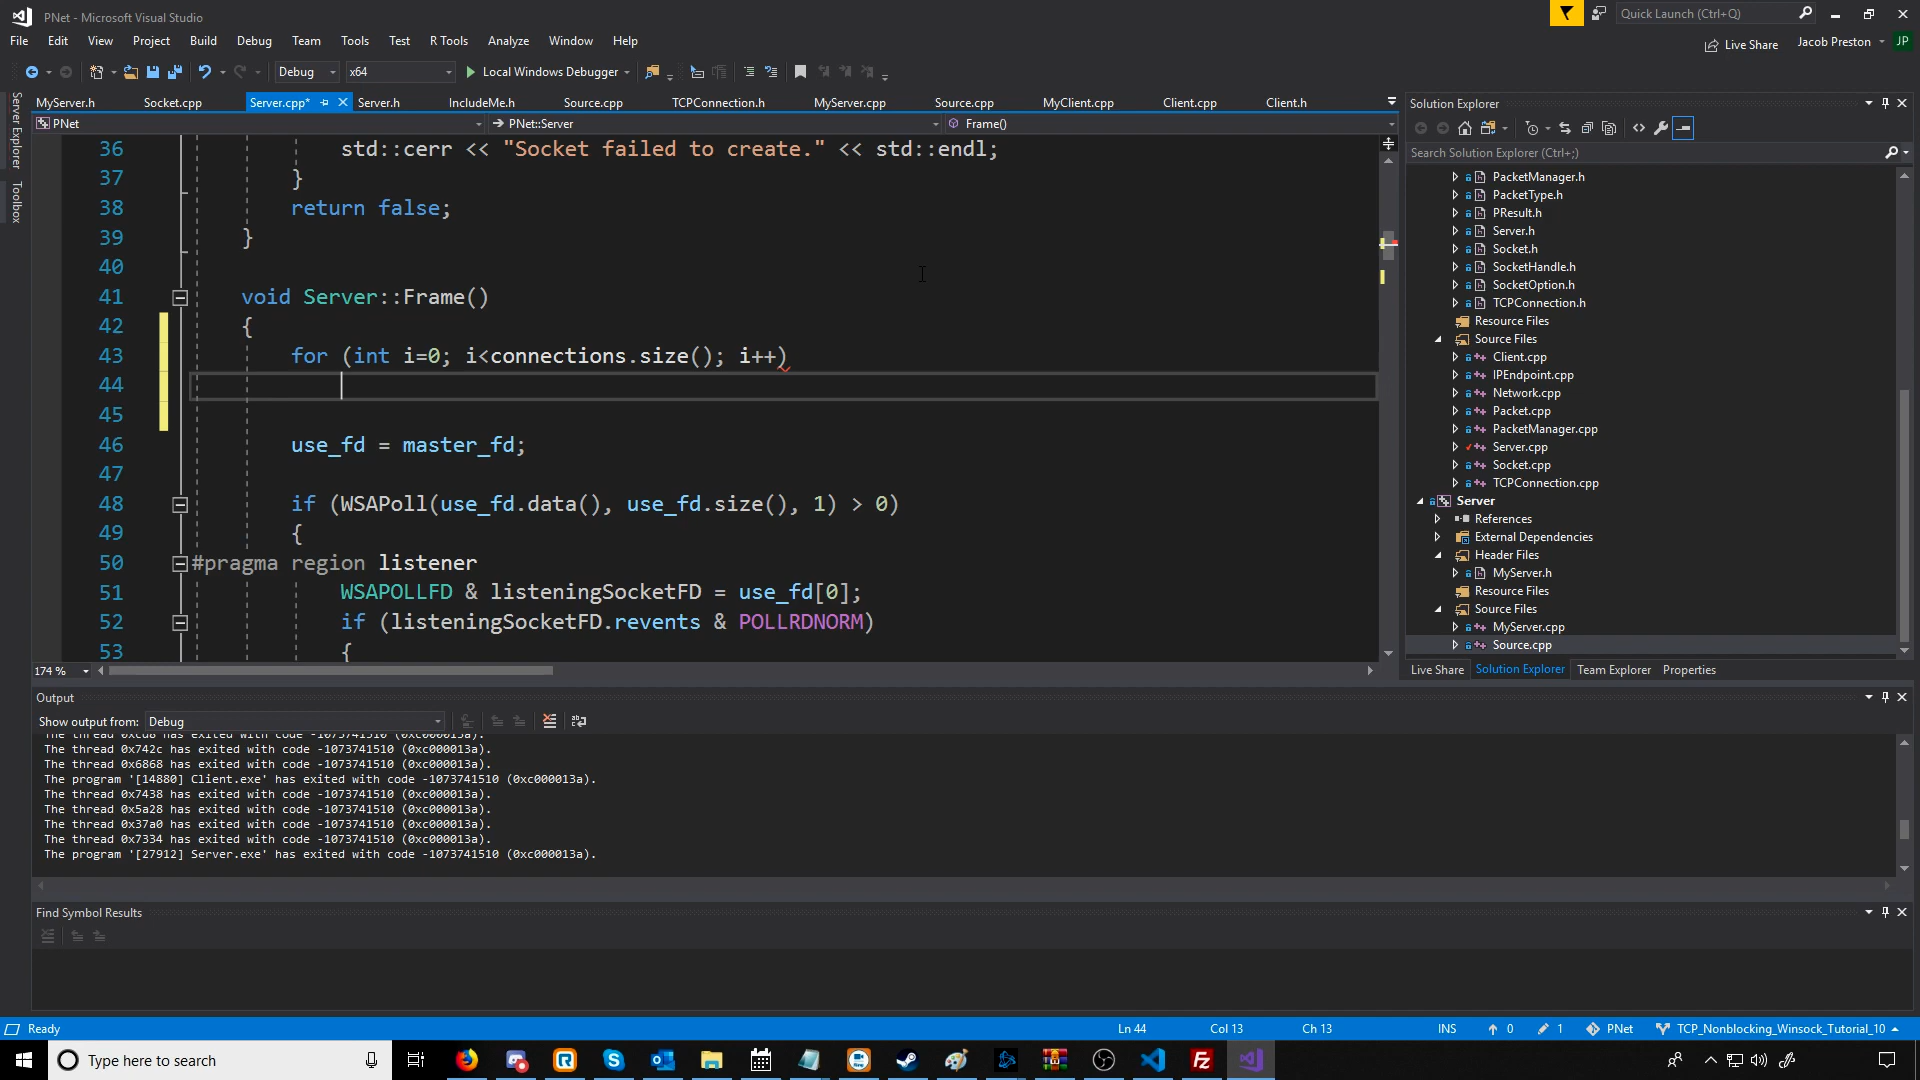 PNet - Microsoft Visual Studio
Quick Launch (Ctrl+Q)
File Edit View Project Build Debug Team Tools Test R Tools Analyze Window Help
Live Share
Jacob Preston
JP
Debug x64 Local Windows Debugger
Server Explorer
Toolbox
MyServer.h Socket.cpp Server.cpp* Server.h IncludeMe.h Source.cpp TCPConnection.h MyServer.cpp Source.cpp MyClient.cpp Client.cpp Client.h
PNet PNet::Server Frame()
36 std::cerr << "Socket failed to create." << std::endl;
37 }
38 return false;
39 }
40
41 void Server::Frame()
42 {
43 for (int i=0; i<connections.size(); i++)
44
45
46 use_fd = master_fd;
47
48 if (WSAPoll(use_fd.data(), use_fd.size(), 1) > 0)
49 {
50 #pragma region listener
51 WSAPOLLFD & listeningSocketFD = use_fd[0];
52 if (listeningSocketFD.revents & POLLRDNORM)
53 {
174 %
Solution Explorer
Search Solution Explorer (Ctrl+;)
PacketManager.h
PacketType.h
PResult.h
Server.h
Socket.h
SocketHandle.h
SocketOption.h
TCPConnection.h
Resource Files
Source Files
Client.cpp
IPEndpoint.cpp
Network.cpp
Packet.cpp
PacketManager.cpp
Server.cpp
Socket.cpp
TCPConnection.cpp
Server
References
External Dependencies
Header Files
MyServer.h
Resource Files
Source Files
MyServer.cpp
Source.cpp
Live Share Solution Explorer Team Explorer Properties
Output
Show output from: Debug
The thread 0xcd8 has exited with code -1073741510 (0xc000013a).
The thread 0x742c has exited with code -1073741510 (0xc000013a).
The thread 0x6868 has exited with code -1073741510 (0xc000013a).
The program '[14880] Client.exe' has exited with code -1073741510 (0xc000013a).
The thread 0x7438 has exited with code -1073741510 (0xc000013a).
The thread 0x5a28 has exited with code -1073741510 (0xc000013a).
The thread 0x37a0 has exited with code -1073741510 (0xc000013a).
The thread 0x7334 has exited with code -1073741510 (0xc000013a).
The program '[27912] Server.exe' has exited with code -1073741510 (0xc000013a).
Find Symbol Results
Ready Ln 44 Col 13 Ch 13 INS 0 1 PNet TCP_Nonblocking_Winsock_Tutorial_10
Type here to search